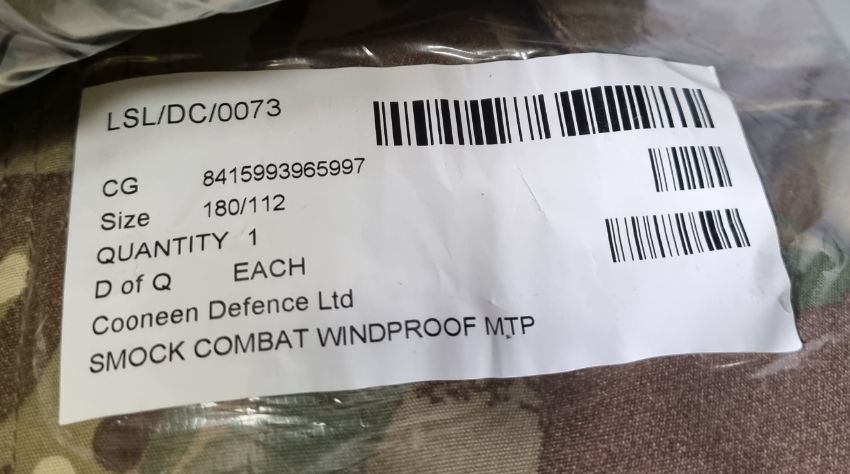 LSL/DC/0073
CG 8415993965997
Size 180/112
QUANTITY 1
D of Q EACH
Cooneen Defence Ltd
SMOCK COMBAT WINDPROOF MTP